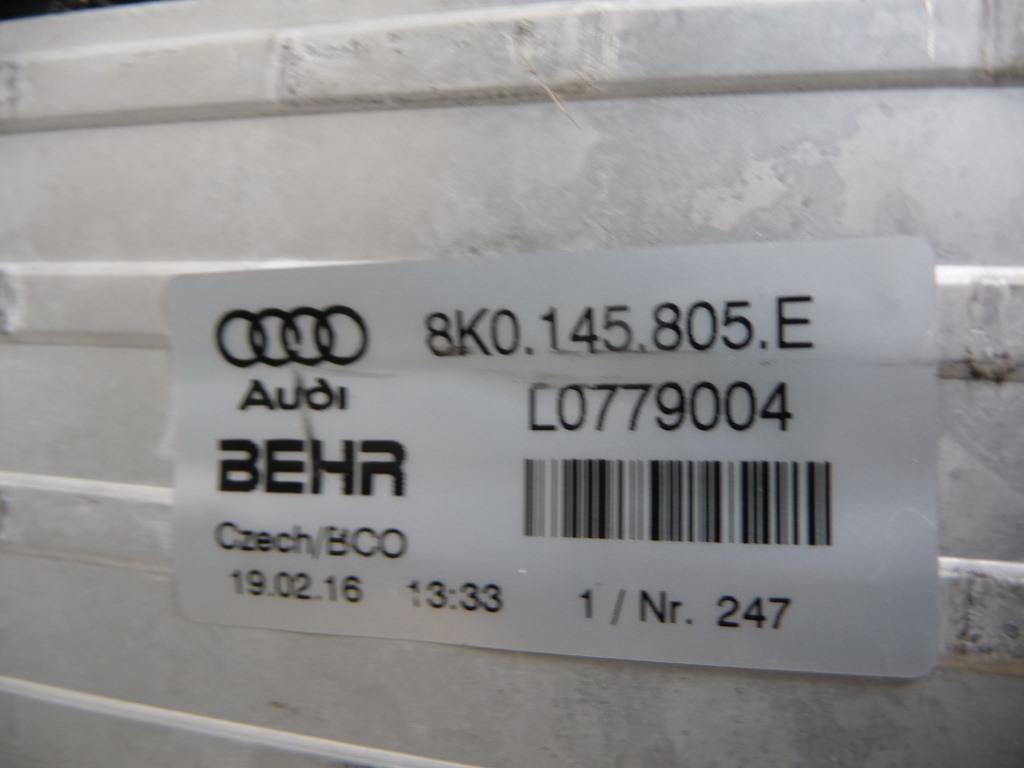 8K0.145.805.E
Audi
L0779004
BEHR
Czech/BCO
19.02.16 13:33 1 / Nr. 247